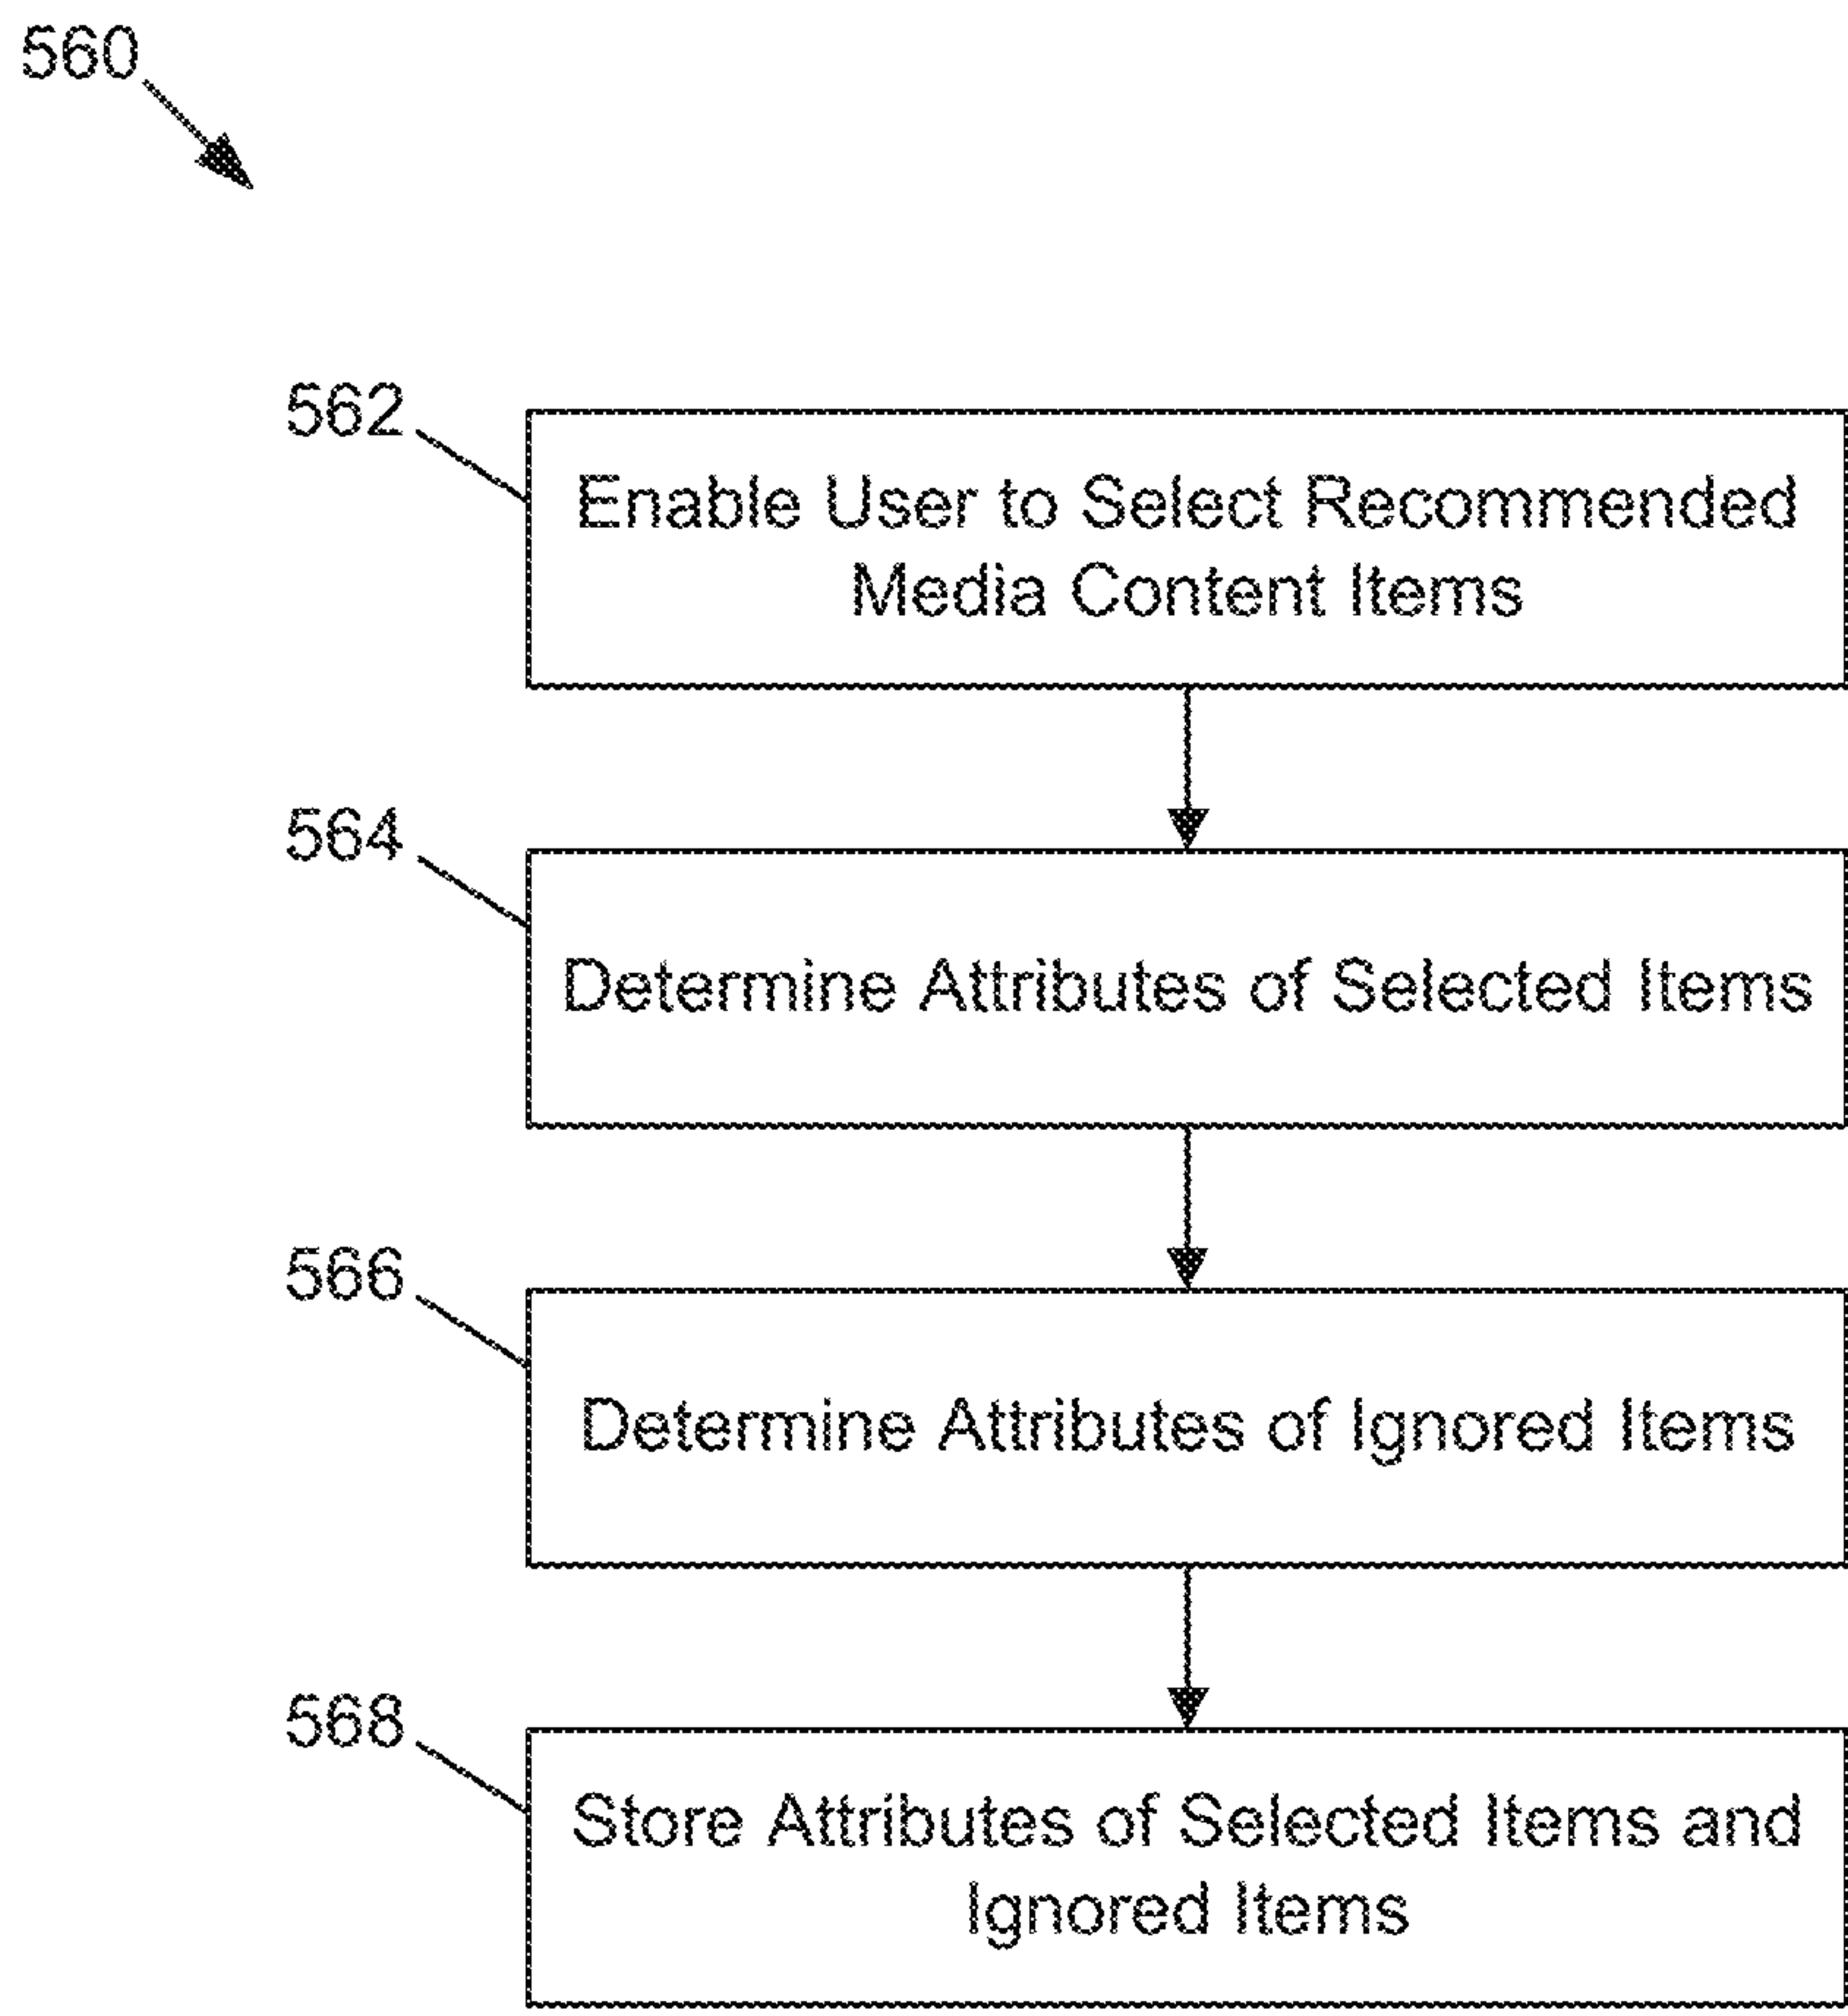 560
562
Enable User to Select Recommended
Media Content Items
564
Determine Attributes of Selected Items
566
Determine Attributes of Ignored Items
568
Store Attributes of Selected Items and
Ignored Items